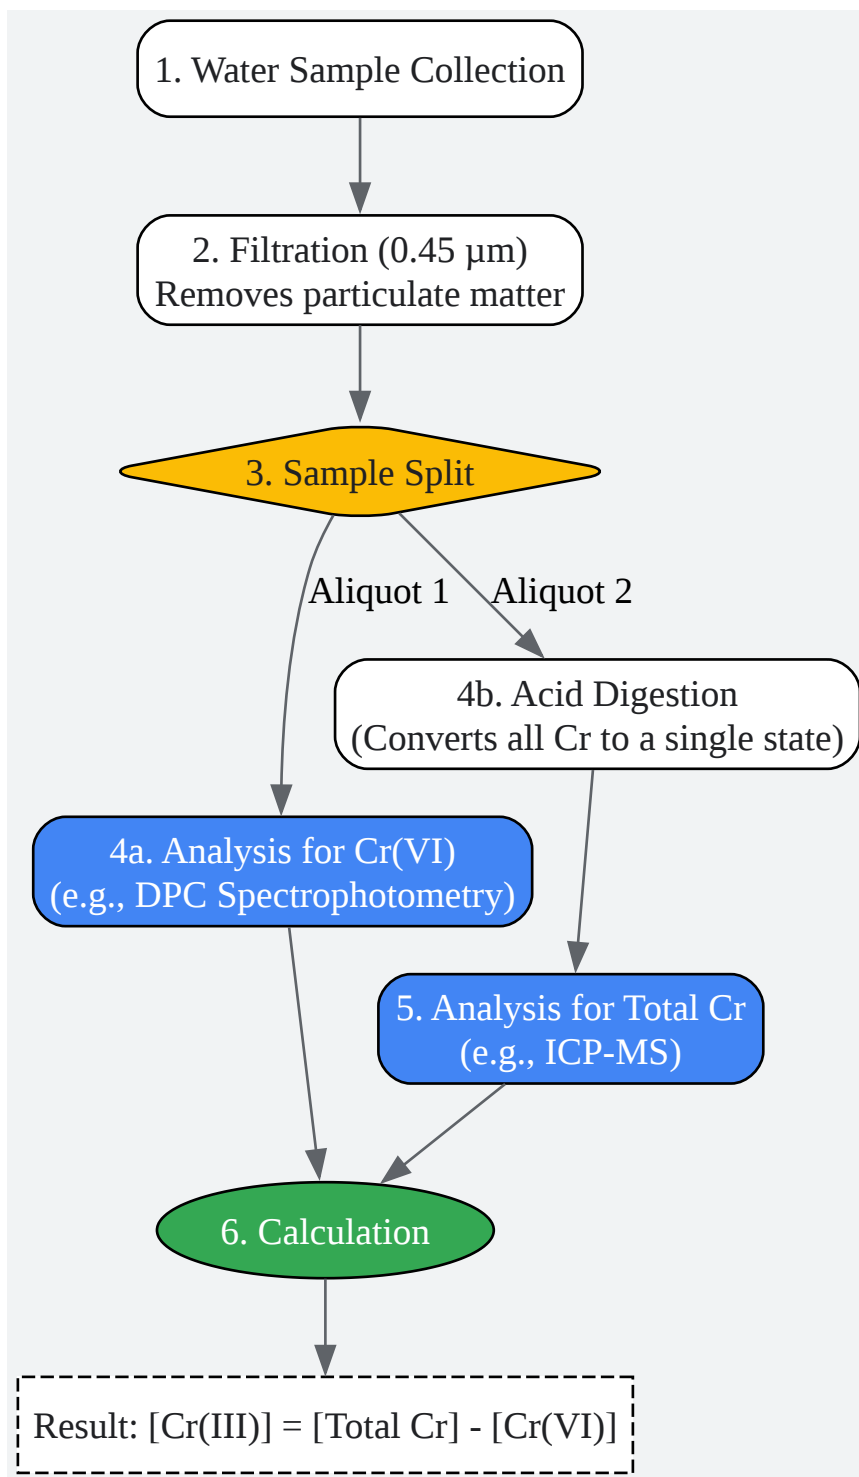 1. Water Sample Collection
2. Filtration (0.45 µm)
Removes particulate matter
3. Sample Split
Aliquot 1
Aliquot 2
4b. Acid Digestion
(Converts all Cr to a single state)
4a. Analysis for Cr(VI)
(e.g., DPC Spectrophotometry)
5. Analysis for Total Cr
(e.g., ICP-MS)
6. Calculation
Result: [Cr(III)] = [Total Cr] - [Cr(VI)]